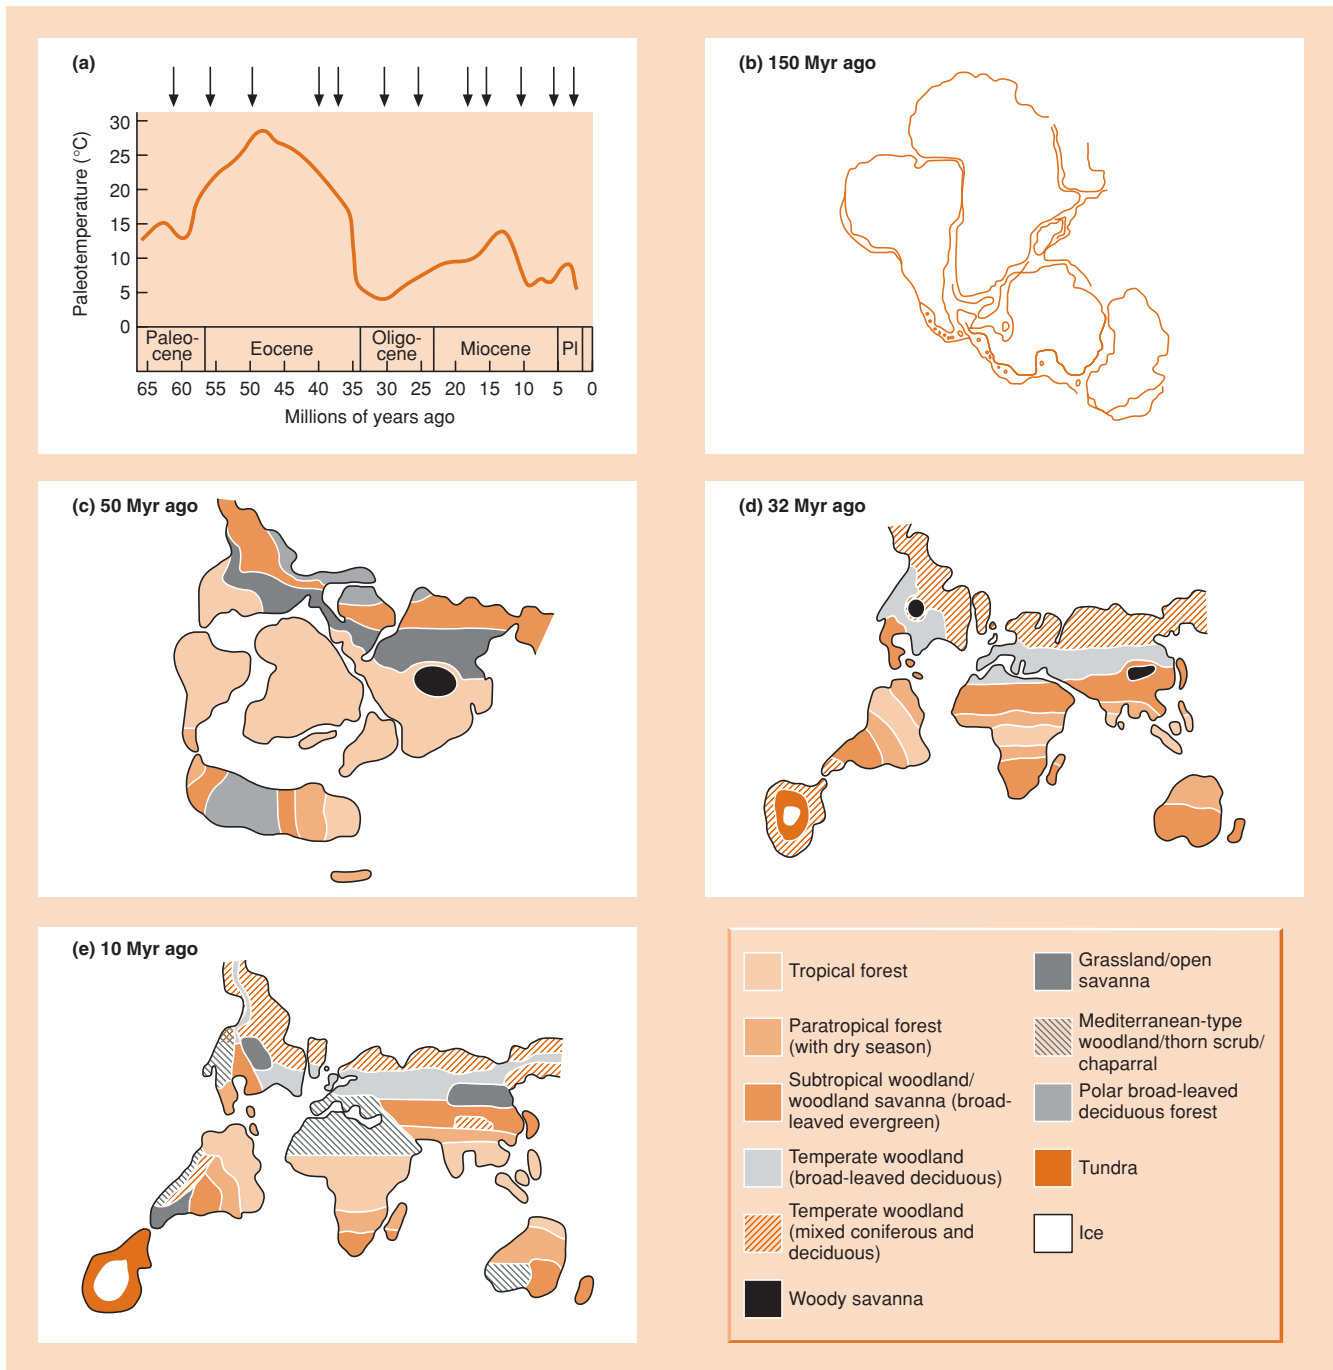 (a)
30
25
20
15
10
5
0
Paleotemperature (°C)
Paleo-
cene
Eocene
Oligo-
cene
Miocene
Pl
65 60 55 50 45 40 35 30 25 20 15 10 5 0
Millions of years ago
(b) 150 Myr ago
(c) 50 Myr ago
(d) 32 Myr ago
(e) 10 Myr ago
Tropical forest
Paratropical forest
(with dry season)
Subtropical woodland/
woodland savanna (broad-
leaved evergreen)
Temperate woodland
(broad-leaved deciduous)
Temperate woodland
(mixed coniferous and
deciduous)
Woody savanna
Grassland/open
savanna
Mediterranean-type
woodland/thorn scrub/
chaparral
Polar broad-leaved
deciduous forest
Tundra
Ice